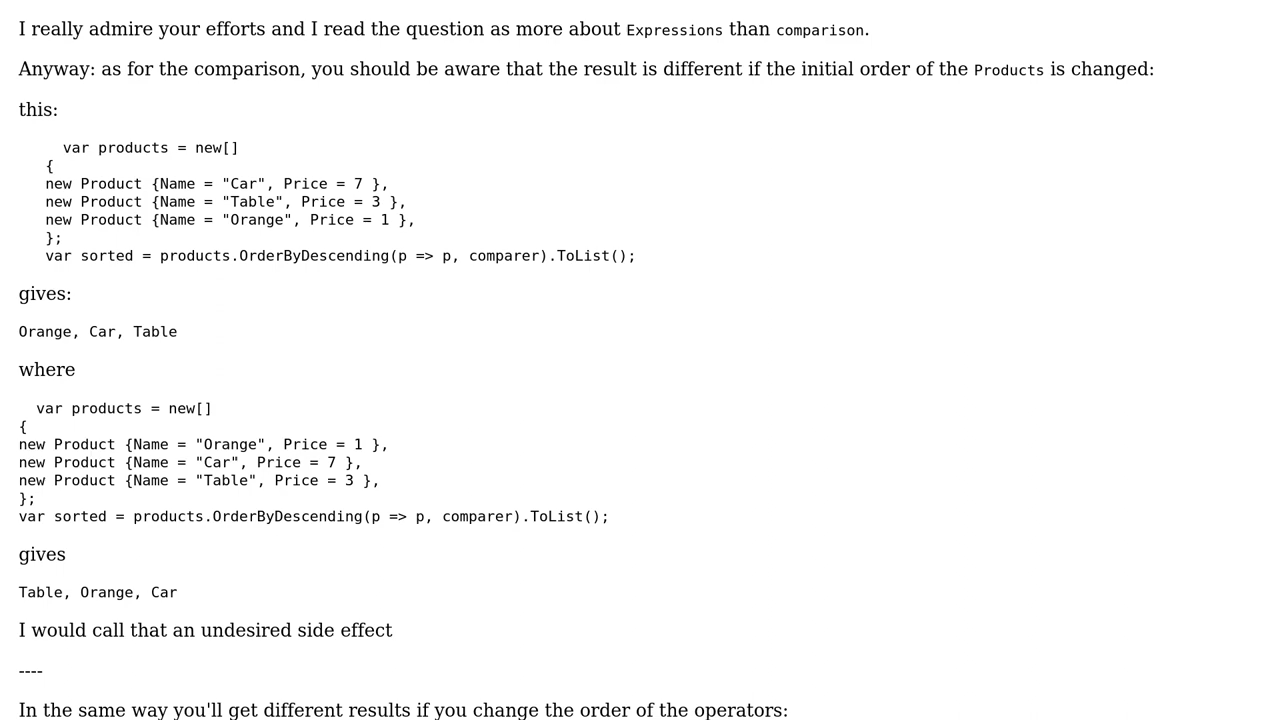 I really admire your efforts and I read the question as more about Expressions than comparison.
Anyway: as for the comparison, you should be aware that the result is different if the initial order of the Products is changed:
this:
     var products = new[]
   {
   new Product {Name = "Car", Price = 7 },
   new Product {Name = "Table", Price = 3 },
   new Product {Name = "Orange", Price = 1 },
   };
   var sorted = products.OrderByDescending(p => p, comparer).ToList();
gives:
Orange, Car, Table
where
  var products = new[]
{
new Product {Name = "Orange", Price = 1 },
new Product {Name = "Car", Price = 7 },
new Product {Name = "Table", Price = 3 },
};
var sorted = products.OrderByDescending(p => p, comparer).ToList();
gives
Table, Orange, Car
I would call that an undesired side effect
----
In the same way you'll get different results if you change the order of the operators: